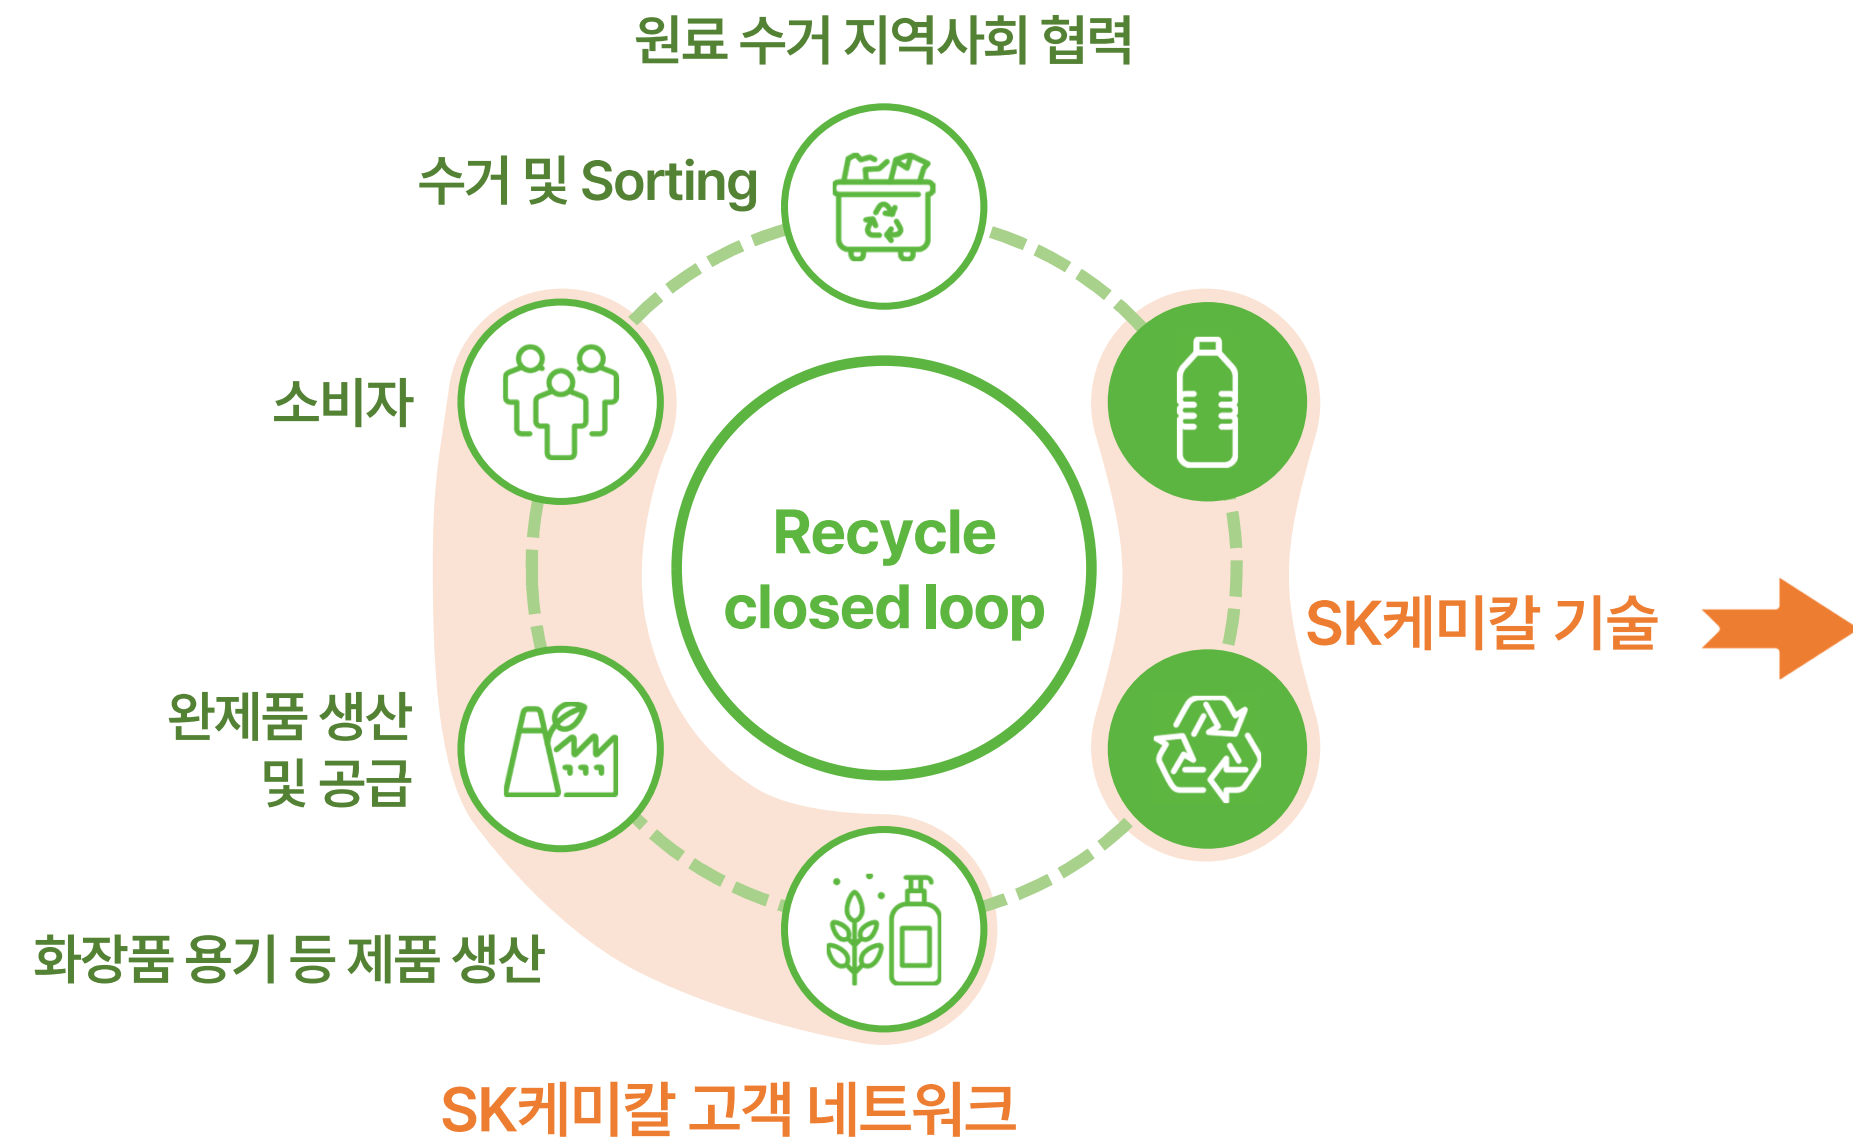 원료 수거 지역사회 협력
수거 및 Sorting
소비자
Recycle
closed loop
SK케미칼 기술
완제품 생산
및 공급
화장품 용기 등 제품 생산
SK케미칼 고객 네트워크